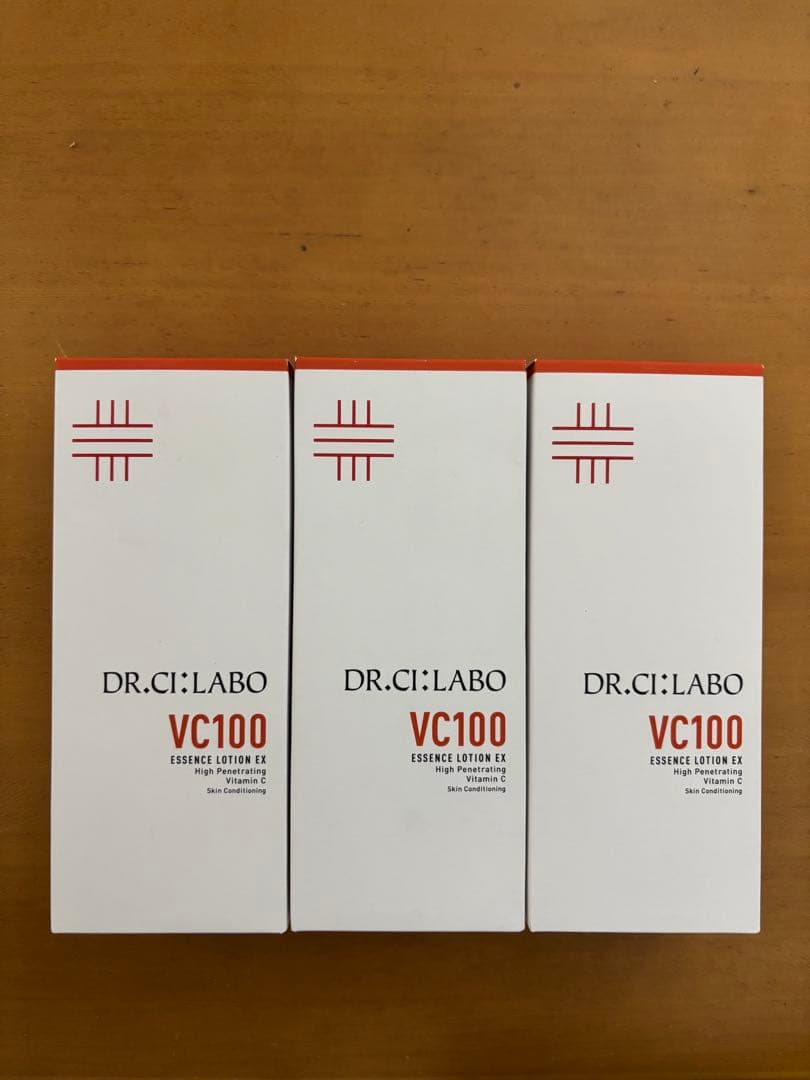 DR.CI:LABO
VC100
ESSENCE LOTION EX
High Penetrating
Vitamin C
Skin Conditioning
DR.CI:LABO
VC100
ESSENCE LOTION EX
High Penetrating
Vitamin C
Skin Conditioning
DR.CI:LABO
VC100
ESSENCE LOTION EX
High Penetrating
Vitamin C
Skin Conditioning